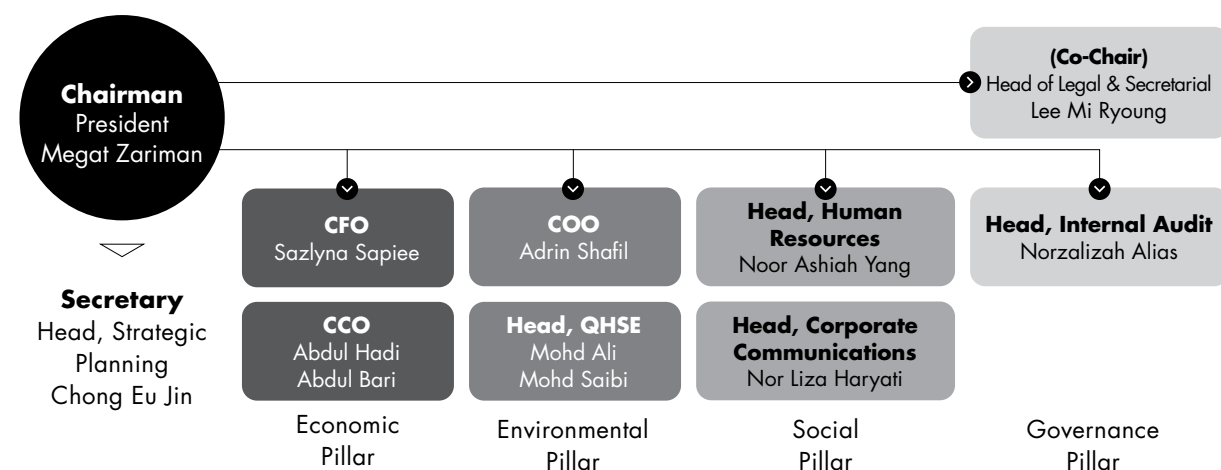 Chairman
President
Megat Zariman
(Co-Chair)
Head of Legal & Secretarial
Lee Mi Ryoung
Secretary
Head, Strategic
Planning
Chong Eu Jin
CFO
Sazlyna Sapiee
CCO
Abdul Hadi
Abdul Bari
Economic
Pillar
COO
Adrin Shafil
Head, QHSE
Mohd Ali
Mohd Saibi
Environmental
Pillar
Head, Human
Resources
Noor Ashiah Yang
Head, Corporate
Communications
Nor Liza Haryati
Social
Pillar
Head, Internal Audit
Norzalizah Alias
Governance
Pillar